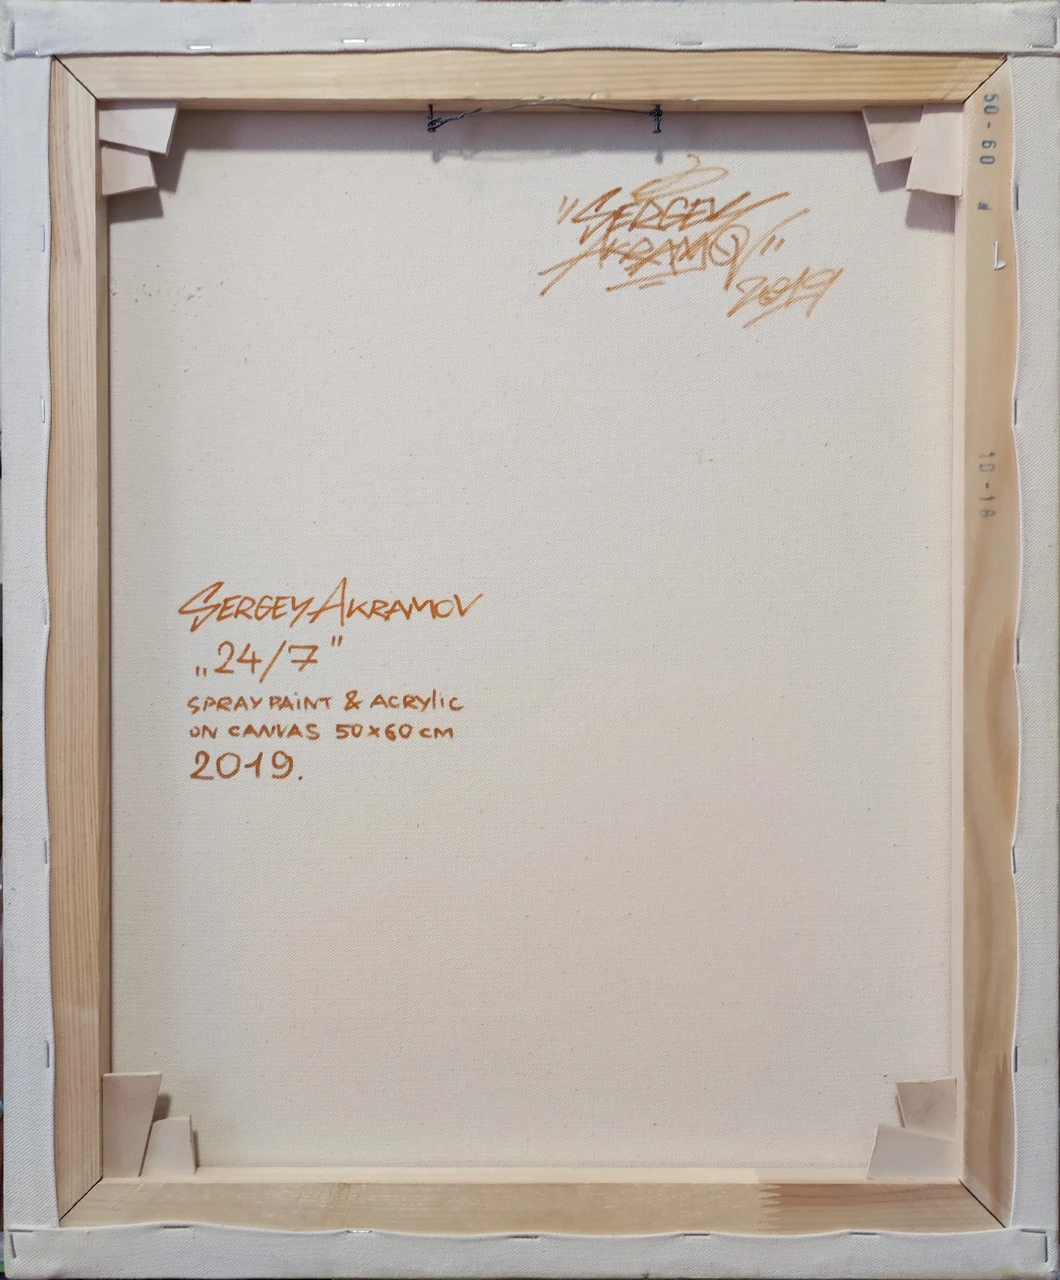 "SERGEY
AKRAMOV"
2019
50-60
10-18
SERGEY AKRAMOV
„24/7"
SPRAY PAiNT & ACRYLiC
ON CANVAS 50x60 cm
2019.